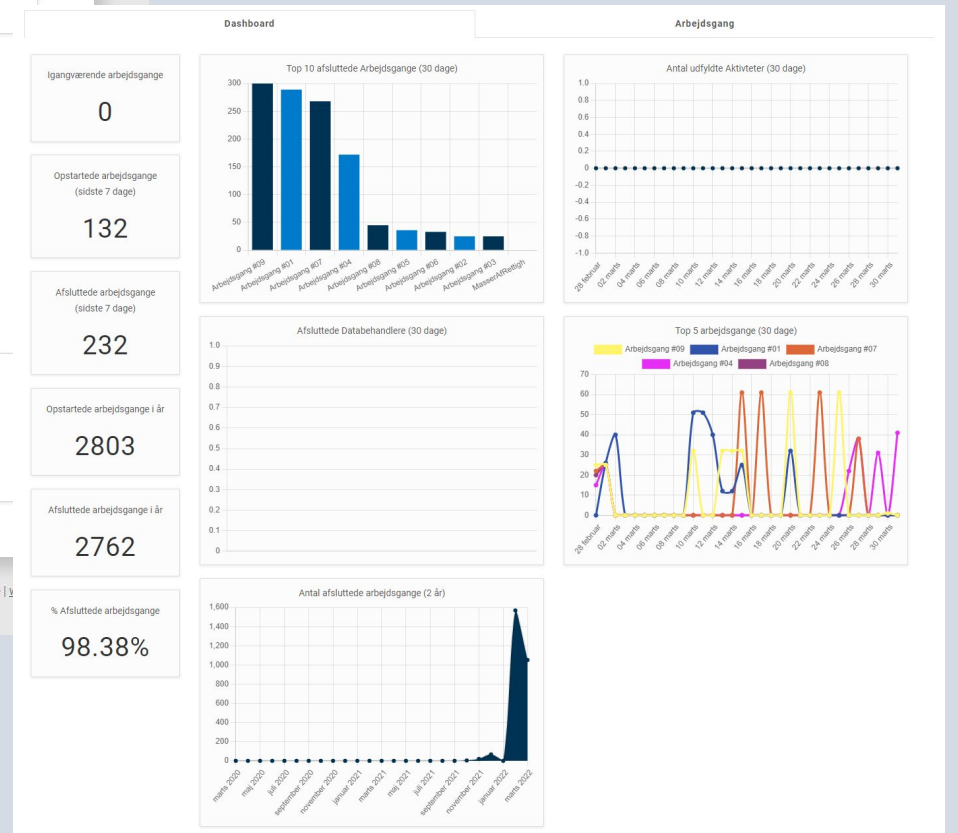 Dashboard
Arbejdsgang
Igangværende arbejdsgange
0
Opstartede arbejdsgange
(sidste 7 dage)
132
Afsluttede arbejdsgange
(sidste 7 dage)
232
Opstartede arbejdsgange i år
2803
Afsluttede arbejdsgange i år
2762
% Afsluttede arbejdsgange
98.38%
Top 10 afsluttede Arbejdsgange (30 dage)
300
250
200
150
100
50
0
Arbejdsgang #09
Arbejdsgang #01
Arbejdsgang #07
Arbejdsgang #04
Arbejdsgang #08
Arbejdsgang #05
Arbejdsgang #06
Arbejdsgang #02
Arbejdsgang #03
MasserAfRettigh
Antal udfyldte Aktivteter (30 dage)
1.0
0.8
0.6
0.4
0.2
0
-0.2
-0.4
-0.6
-0.8
-1.0
28 februar
02 marts
04 marts
06 marts
08 marts
10 marts
12 marts
14 marts
16 marts
18 marts
20 marts
22 marts
24 marts
26 marts
28 marts
30 marts
Afsluttede Databehandlere (30 dage)
1.0
0.9
0.8
0.7
0.6
0.5
0.4
0.3
0.2
0.1
0
Top 5 arbejdsgange (30 dage)
Arbejdsgang #09 Arbejdsgang #01 Arbejdsgang #07
Arbejdsgang #04 Arbejdsgang #08
70
60
50
40
30
20
10
0
28 februar
02 marts
04 marts
06 marts
08 marts
10 marts
12 marts
14 marts
16 marts
18 marts
20 marts
22 marts
24 marts
26 marts
28 marts
30 marts
Antal afsluttede arbejdsgange (2 år)
1,600
1,400
1,200
1,000
800
600
400
200
0
marts 2020
maj 2020
juli 2020
september 2020
november 2020
januar 2021
marts 2021
maj 2021
juli 2021
september 2021
november 2021
januar 2022
marts 2022